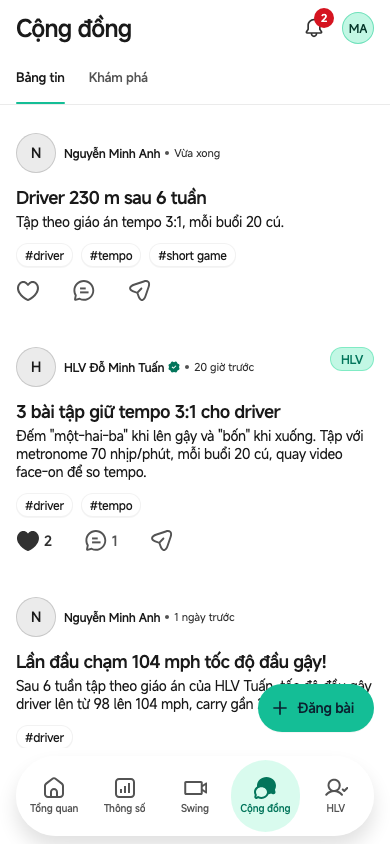 Cộng đồng
2
MA
Bảng tin
Khám phá
N
Nguyễn Minh Anh • Vừa xong
Driver 230 m sau 6 tuần
Tập theo giáo án tempo 3:1, mỗi buổi 20 cú.
#driver #tempo #short game
H
HLV Đỗ Minh Tuấn • 20 giờ trước
HLV
3 bài tập giữ tempo 3:1 cho driver
Đếm "một-hai-ba" khi lên gậy và "bốn" khi xuống. Tập với
metronome 70 nhịp/phút, mỗi buổi 20 cú, quay video
face-on để so tempo.
#driver #tempo
2 1
N
Nguyễn Minh Anh • 1 ngày trước
Lần đầu chạm 104 mph tốc độ đầu gậy!
Sau 6 tuần tập theo giáo án của HLV Tuấn, tốc độ đầu gậy
driver lên từ 98 lên 104 mph, carry gần
Đăng bài
#driver
Tổng quan
Thông số
Swing
Cộng đồng
HLV